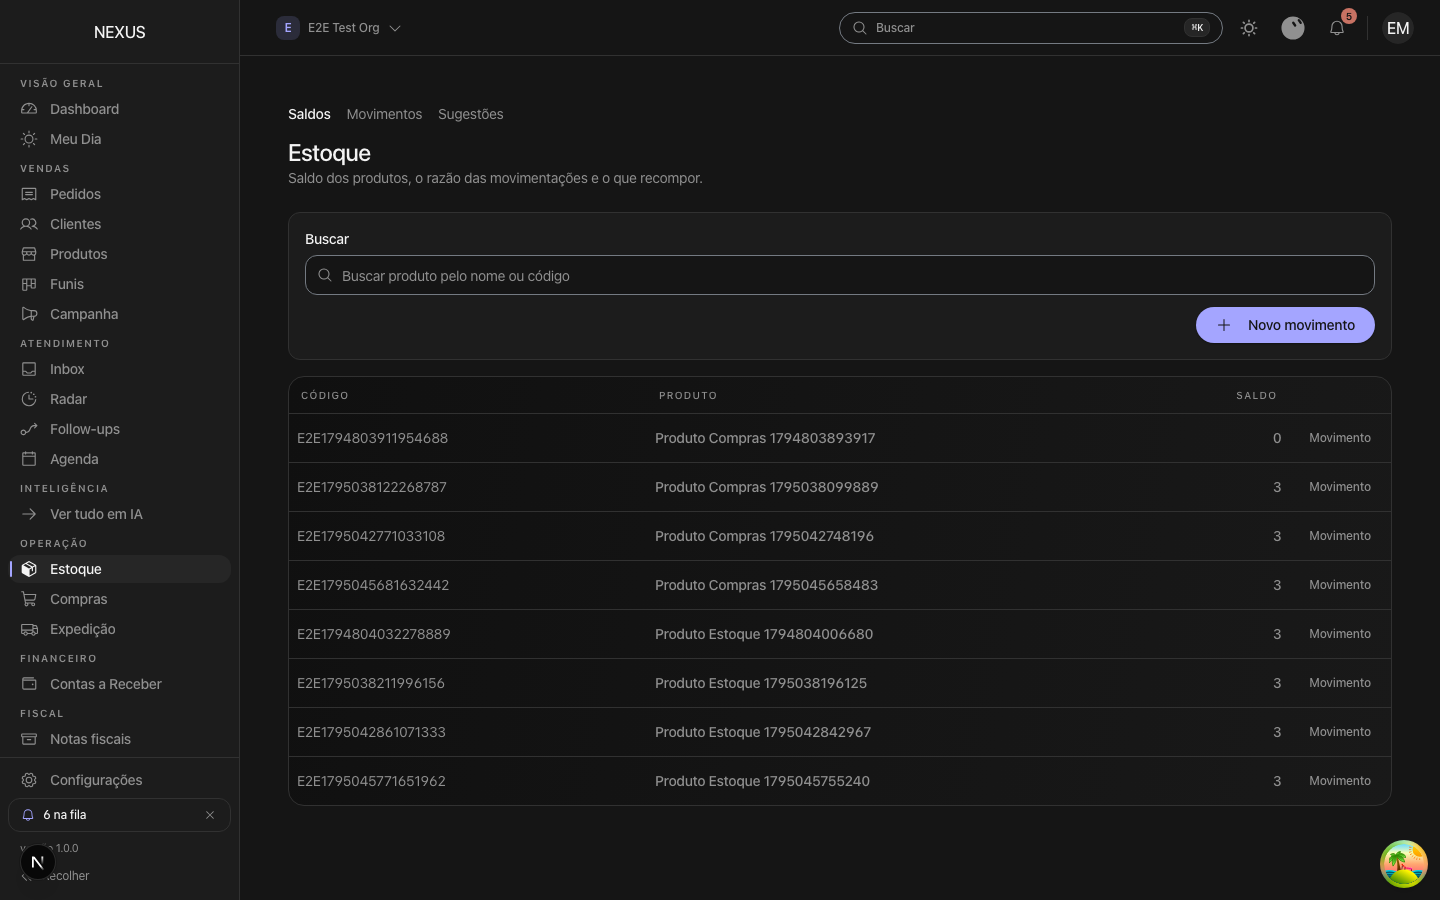 NEXUS
VISÃO GERAL
Dashboard
Meu Dia
VENDAS
Pedidos
Clientes
Produtos
Funis
Campanha
ATENDIMENTO
Inbox
Radar
Follow-ups
Agenda
INTELIGÊNCIA
Ver tudo em IA
OPERAÇÃO
Estoque
Compras
Expedição
FINANCEIRO
Contas a Receber
FISCAL
Notas fiscais
Configurações
6 na fila
1.0.0
N
E E2E Test Org
Buscar ⌘K
5
EM
Saldos Movimentos Sugestões
Estoque
Saldo dos produtos, o razão das movimentações e o que recompor.
Buscar
Buscar produto pelo nome ou código
Novo movimento
CÓDIGO PRODUTO SALDO
E2E1794803911954688 Produto Compras 1794803893917 0 Movimento
E2E1795038122268787 Produto Compras 1795038099889 3 Movimento
E2E1795042771033108 Produto Compras 1795042748196 3 Movimento
E2E1795045681632442 Produto Compras 1795045658483 3 Movimento
E2E1794804032278889 Produto Estoque 1794804006680 3 Movimento
E2E1795038211996156 Produto Estoque 1795038196125 3 Movimento
E2E1795042861071333 Produto Estoque 1795042842967 3 Movimento
E2E1795045771651962 Produto Estoque 1795045755240 3 Movimento